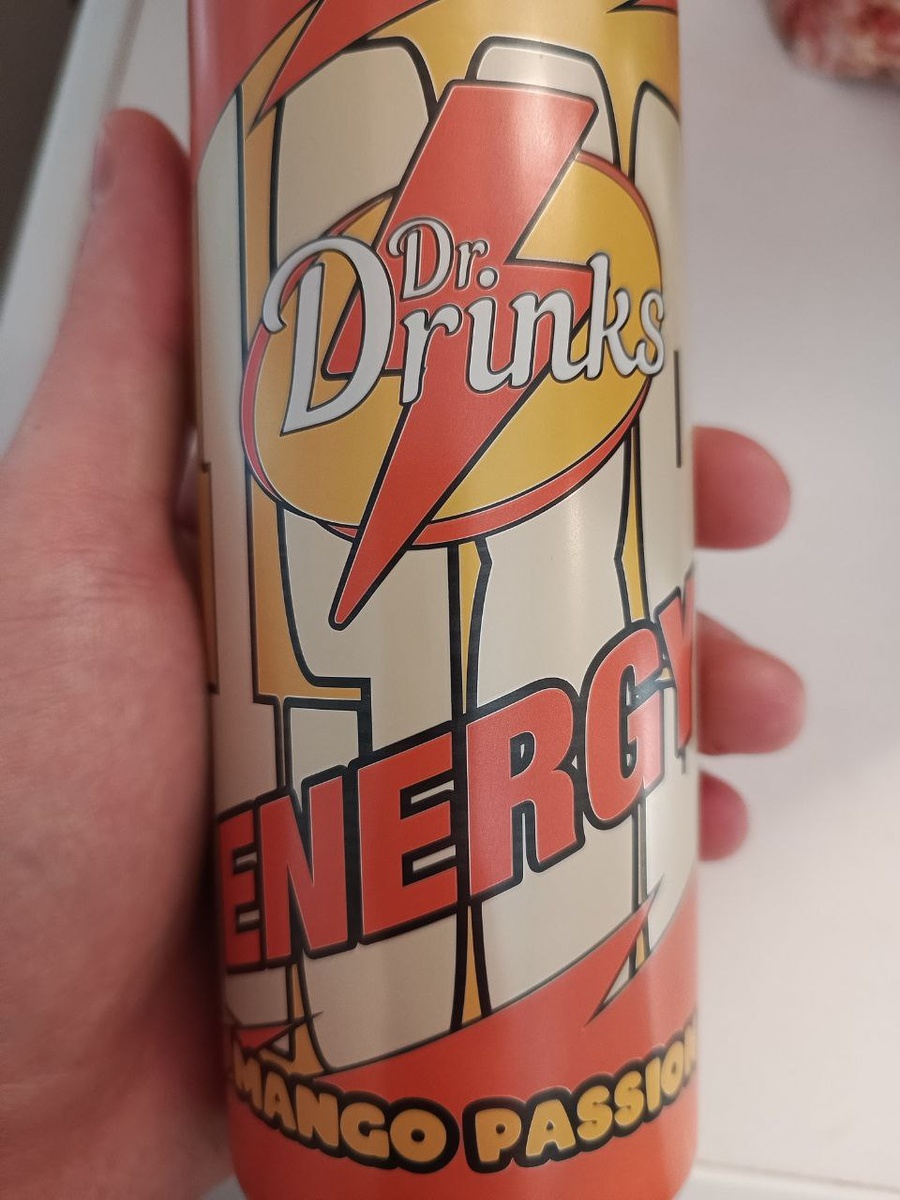 Dr.
Drinks
ENERGY
MANGO PASSION